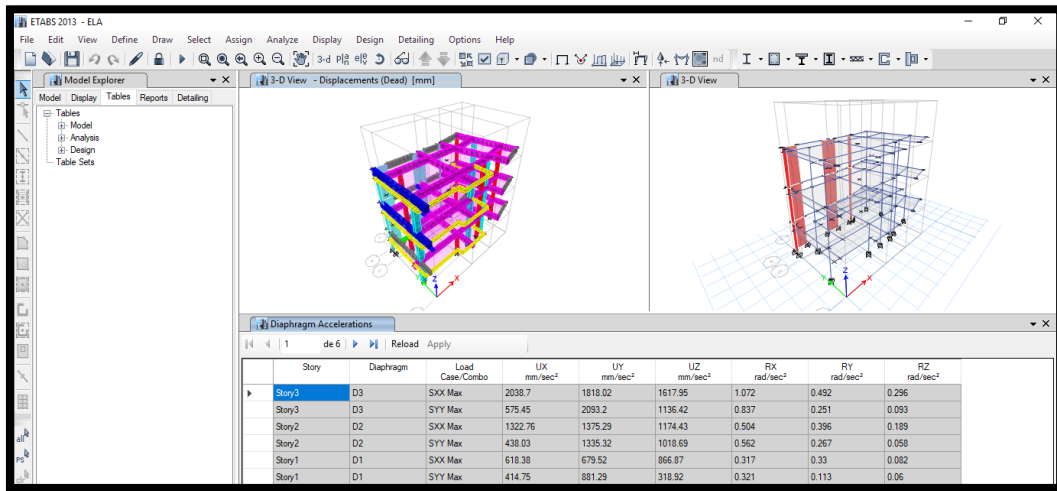 ETABS 2013 - ELA
File Edit View Define Draw Select Assign Analyze Display Design Detailing Options Help
3-d
nd
Model Explorer
Model Display Tables Reports Detailing
Tables
Model
Analysis
Design
Table Sets
all
PS
clr
3-D View - Displacements (Dead) [mm]
Z
X
Y
3-D View
Z
X
Y
Diaphragm Accelerations
1 de 6 Reload Apply
Story Diaphragm Load Case/Combo UX mm/sec² UY mm/sec² UZ mm/sec² RX rad/sec² RY rad/sec² RZ rad/sec²
Story3 D3 SXX Max 2038.7 1818.02 1617.95 1.072 0.492 0.296
Story3 D3 SYY Max 575.45 2093.2 1136.42 0.837 0.251 0.093
Story2 D2 SXX Max 1322.76 1375.29 1174.43 0.504 0.396 0.189
Story2 D2 SYY Max 438.03 1335.32 1018.69 0.562 0.267 0.058
Story1 D1 SXX Max 618.38 679.52 866.87 0.317 0.33 0.082
Story1 D1 SYY Max 414.75 881.29 318.92 0.321 0.113 0.06